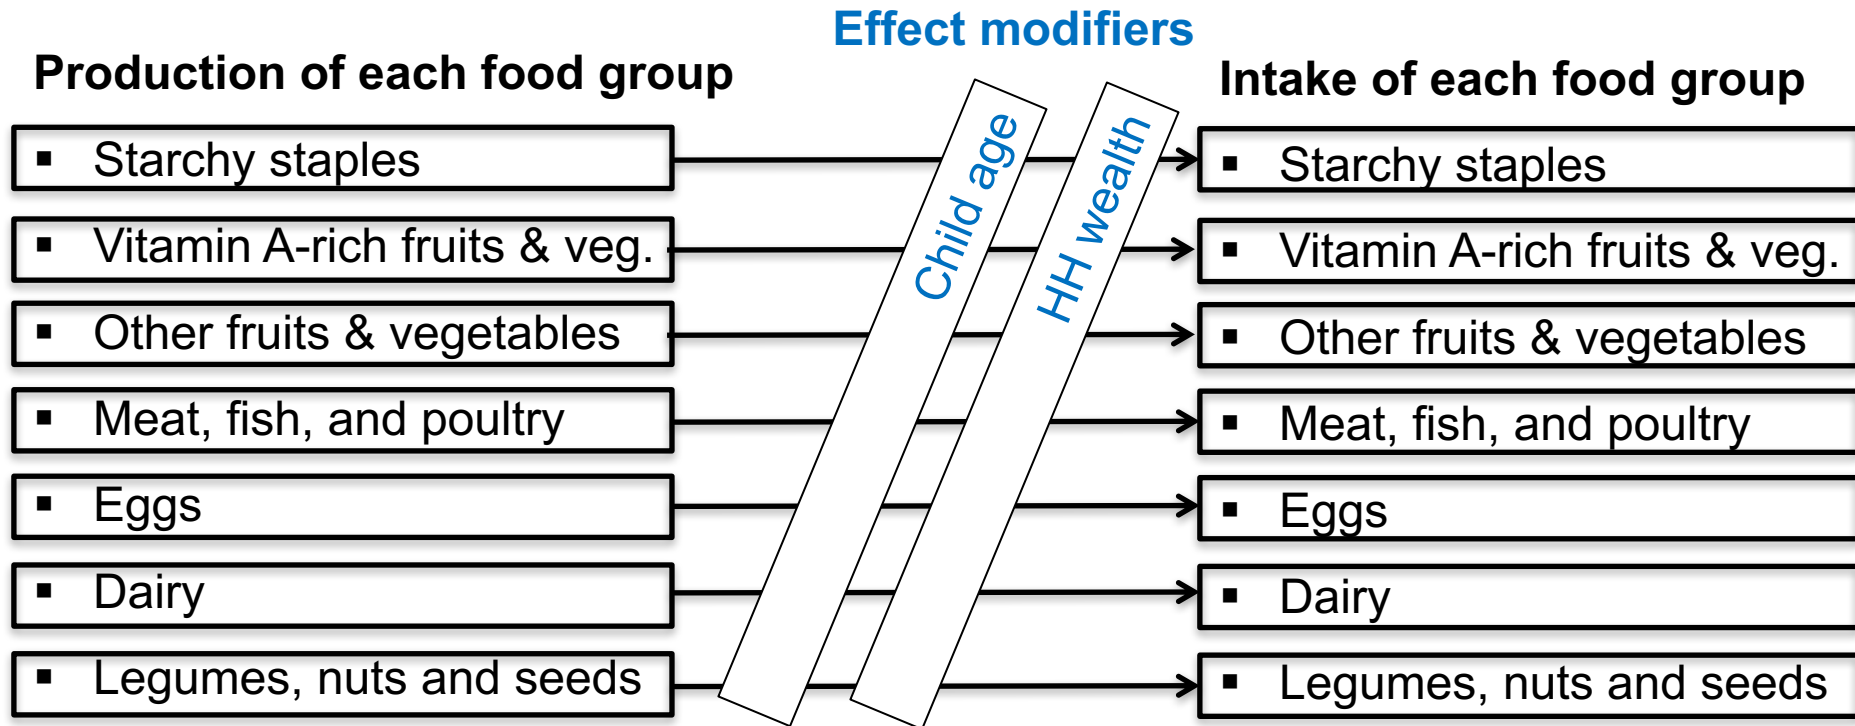 Effect modifiers
Production of each food group
▪ Starchy staples
▪ Vitamin A-rich fruits & veg.
▪ Other fruits & vegetables
▪ Meat, fish, and poultry
▪ Eggs
▪ Dairy
▪ Legumes, nuts and seeds
Child age
HH wealth
Intake of each food group
▪ Starchy staples
▪ Vitamin A-rich fruits & veg.
▪ Other fruits & vegetables
▪ Meat, fish, and poultry
▪ Eggs
▪ Dairy
▪ Legumes, nuts and seeds